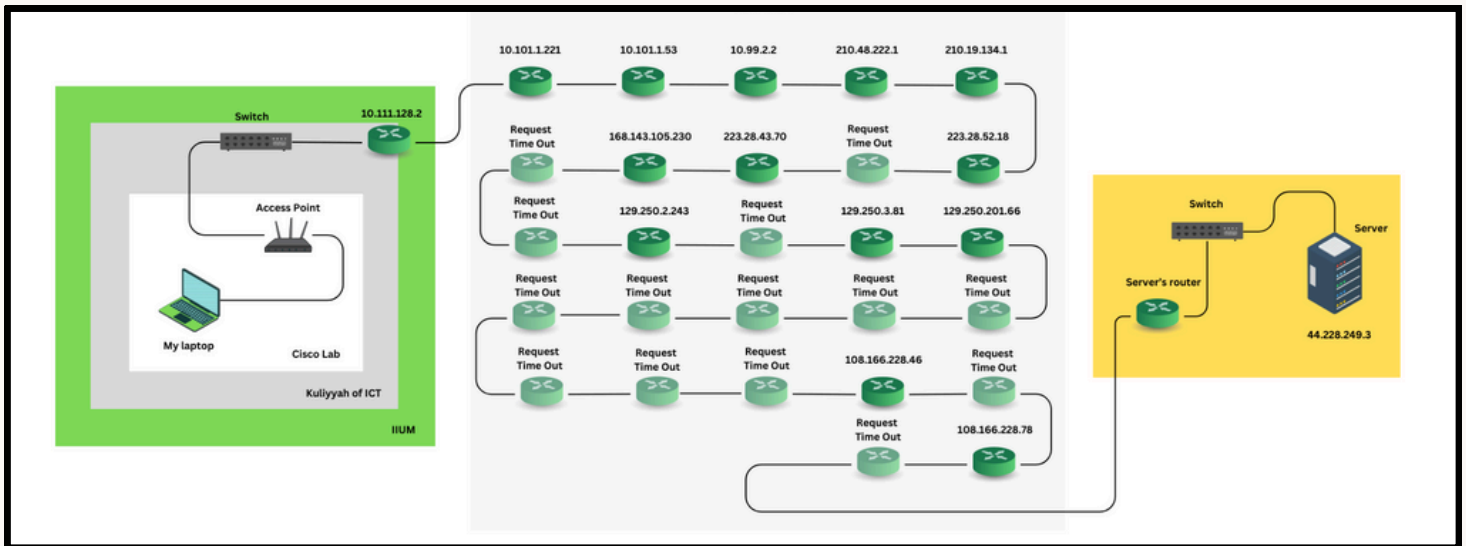 Switch
10.111.128.2
Access Point
My laptop
Cisco Lab
Kuliyyah of ICT
IIUM
10.101.1.221
10.101.1.53
10.99.2.2
210.48.222.1
210.19.134.1
Request
Time Out
168.143.105.230
223.28.43.70
Request
Time Out
223.28.52.18
Request
Time Out
129.250.2.243
Request
Time Out
129.250.3.81
129.250.201.66
Request
Time Out
Request
Time Out
Request
Time Out
Request
Time Out
Request
Time Out
Request
Time Out
Request
Time Out
Request
Time Out
108.166.228.46
Request
Time Out
Request
Time Out
108.166.228.78
Switch
Server
Server's router
44.228.249.3